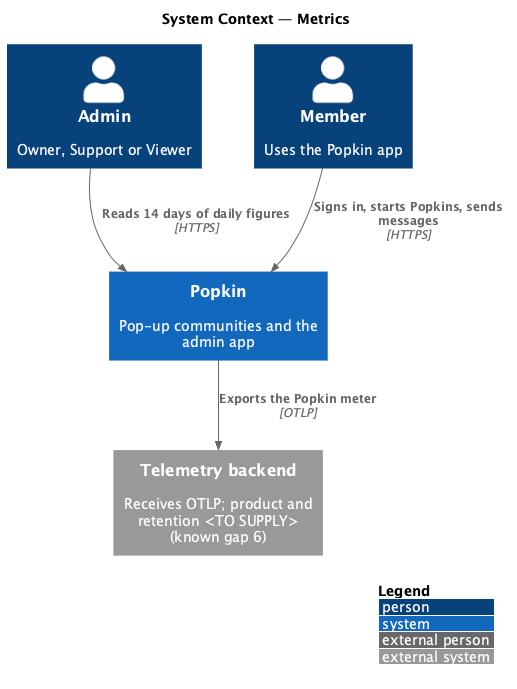 System Context — Metrics
Admin
Owner, Support or Viewer
Member
Uses the Popkin app
Reads 14 days of daily figures
[HTTPS]
Signs in, starts Popkins, sends
messages
[HTTPS]
Popkin
Pop-up communities and the
admin app
Exports the Popkin meter
[OTLP]
Telemetry backend
Receives OTLP; product and
retention <TO SUPPLY>
(known gap 6)
Legend
person
system
external person
external system